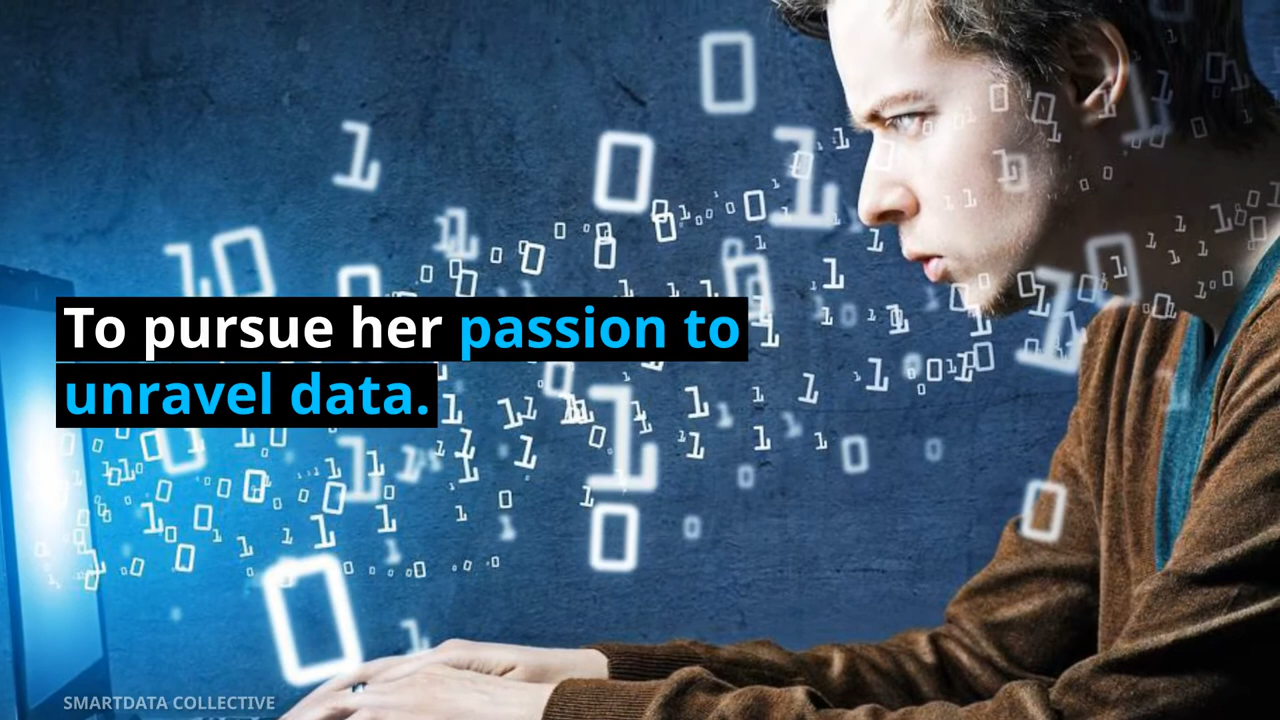 To pursue her passion to
unravel data.
SMARTDATA COLLECTIVE